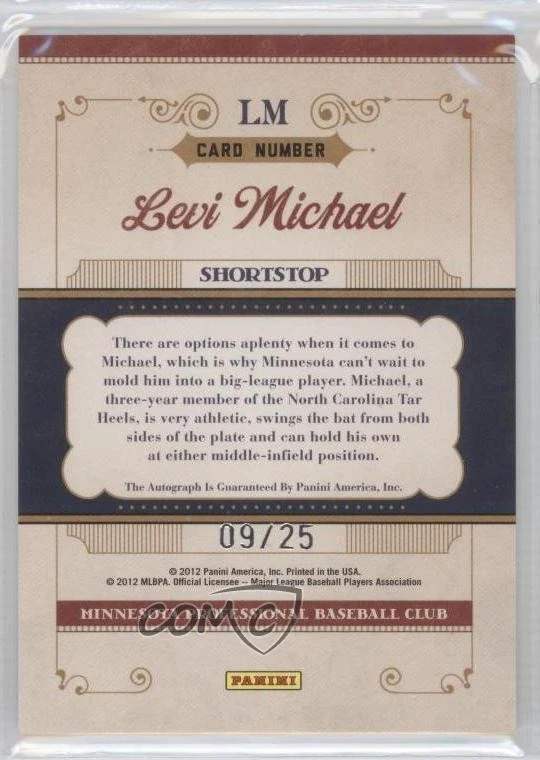 LM
CARD NUMBER
Levi Michael
SHORTSTOP
There are options aplenty when it comes to
Michael, which is why Minnesota can't wait to
mold him into a big-league player. Michael, a
three-year member of the North Carolina Tar
Heels, is very athletic, swings the bat from both
sides of the plate and can hold his own
at either middle-infield position.
The Autograph Is Guaranteed By Panini America, Inc.
09/25
© 2012 Panini America, Inc. Printed in the USA.
© 2012 MLBPA. Official Licensee -- Major League Baseball Players Association
MINNESOTA PROFESSIONAL BASEBALL CLUB
COMC
PANINI